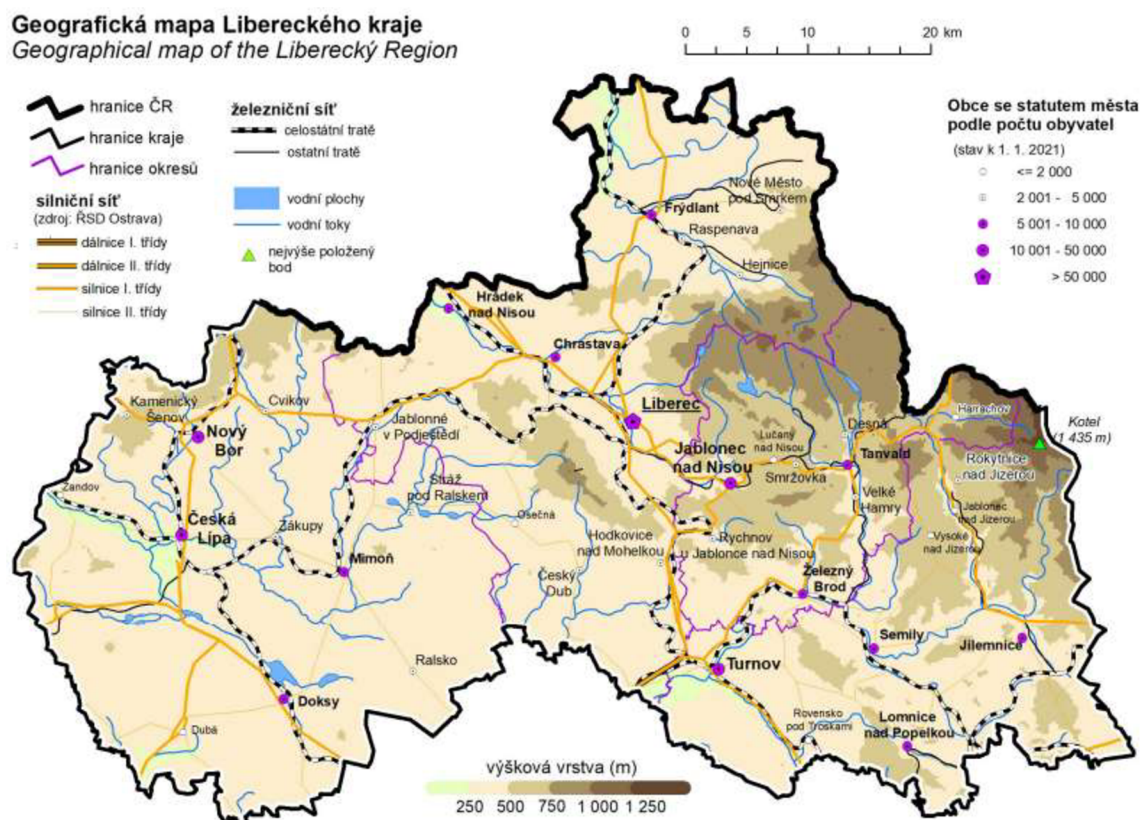 Geografická mapa Libereckého kraje
Geographical map of the Liberecký Region
0 5 10 20 km
hranice ČR
hranice kraje
hranice okresů
silniční síť
(zdroj: ŘSD Ostrava)
dálnice I. třídy
dálnice II. třídy
silnice I. třídy
silnice II. třídy
železniční síť
celostátní tratě
ostatní tratě
vodní plochy
vodní toky
nejvýše položený
bod
Obce se statutem města
podle počtu obyvatel
(stav k 1. 1. 2021)
<= 2 000
2 001 - 5 000
5 001 - 10 000
10 001 - 50 000
> 50 000
Nové Město
pod Smrkem
Frýdlant
Raspenava
Hejnice
Hrádek
nad Nisou
Chrastava
Liberec
Kamenický
Šenov
Cvikov
Nový
Bor
Jablonné
v Podještědí
Jablonec
nad Nisou
Lučany
nad Nisou
Smržovka
Desná
Tanvald
Harrachov
Kotel
(1 435 m)
Rokytnice
nad Jizerou
Velké
Hamry
Jablonec
nad Jizerou
Vysoké
nad Jizerou
Žandov
Česká
Lípa
Zákupy
Mimoň
Stráž
pod Ralskem
Osečná
Hodkovice
nad Mohelkou
Rychnov
u Jablonce nad Nisou
Český
Dub
Železný
Brod
Semily
Jilemnice
Turnov
Ralsko
Doksy
Dubá
Rovensko
pod Troskami
Lomnice
nad Popelkou
výšková vrstva (m)
250 500 750 1 000 1 250